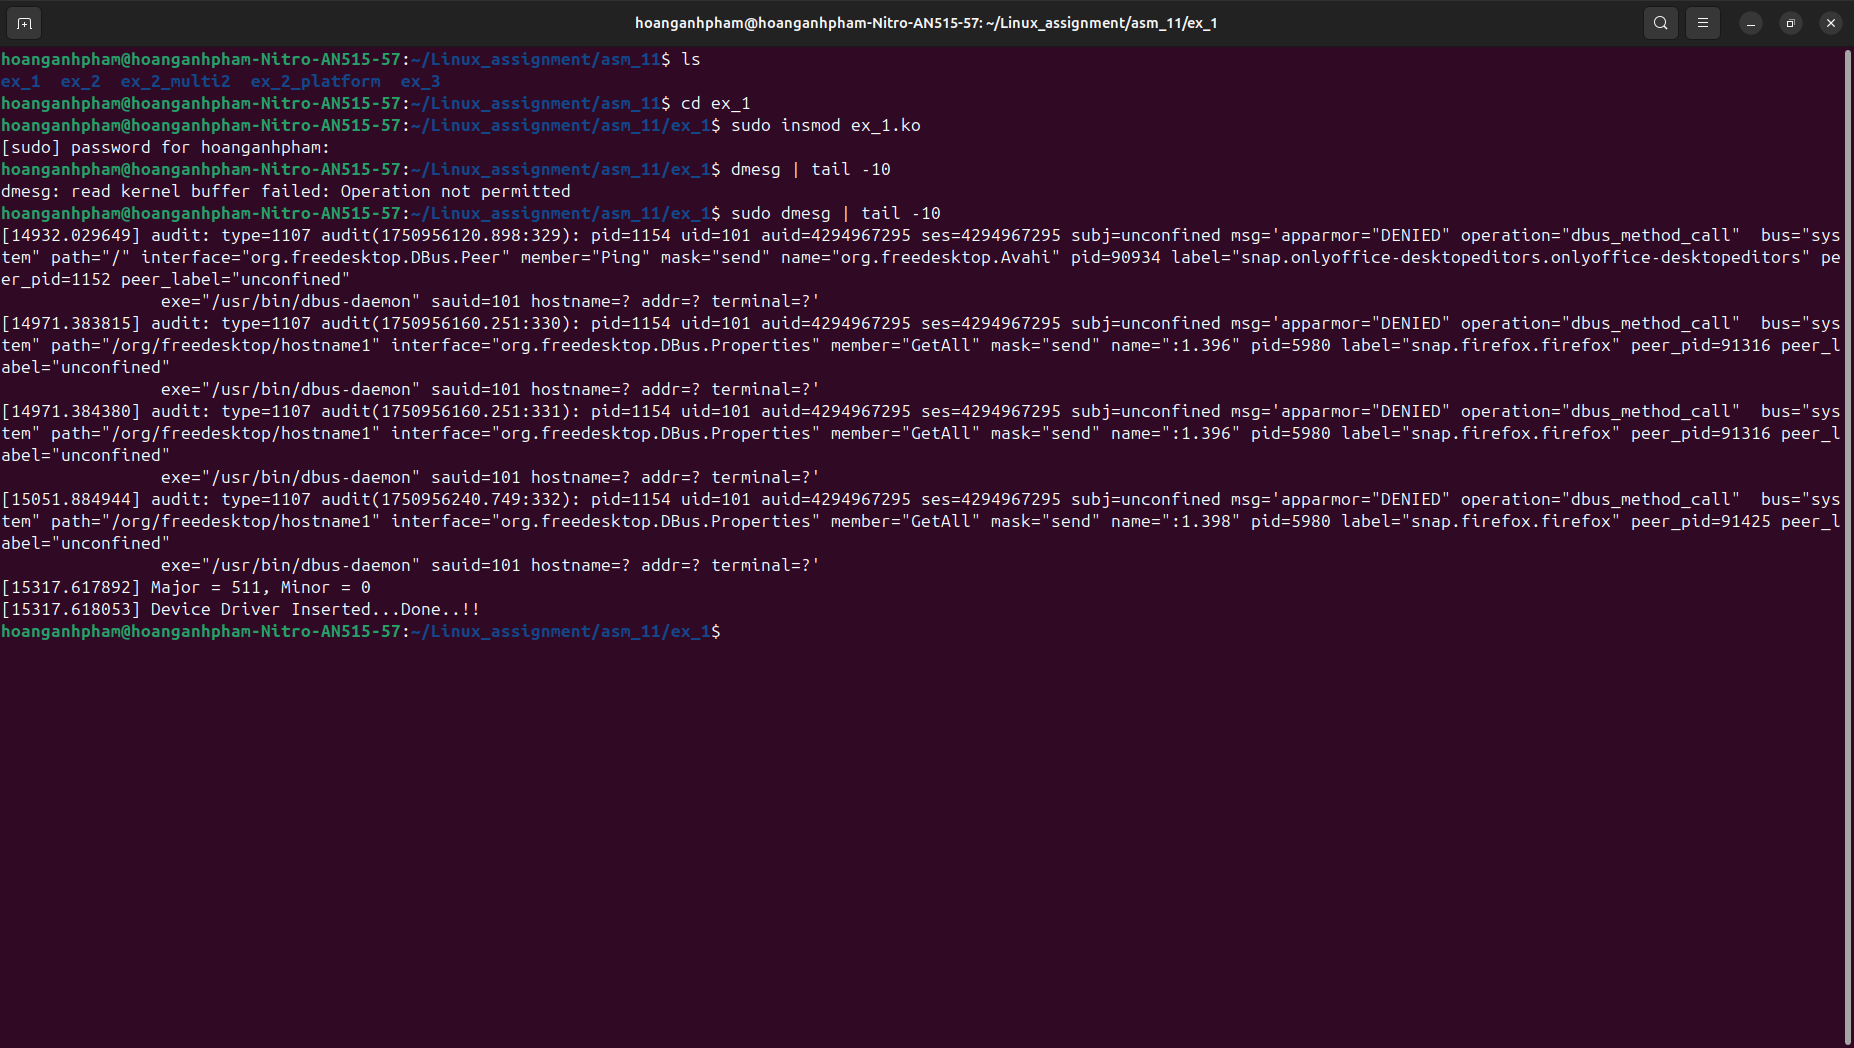 hoanganhpham@hoanganhpham-Nitro-AN515-57: ~/Linux_assignment/asm_11/ex_1
hoanganhpham@hoanganhpham-Nitro-AN515-57:~/Linux_assignment/asm_11$ ls
ex_1  ex_2  ex_2_multi2  ex_2_platform  ex_3
hoanganhpham@hoanganhpham-Nitro-AN515-57:~/Linux_assignment/asm_11$ cd ex_1
hoanganhpham@hoanganhpham-Nitro-AN515-57:~/Linux_assignment/asm_11/ex_1$ sudo insmod ex_1.ko
[sudo] password for hoanganhpham:
hoanganhpham@hoanganhpham-Nitro-AN515-57:~/Linux_assignment/asm_11/ex_1$ dmesg | tail -10
dmesg: read kernel buffer failed: Operation not permitted
hoanganhpham@hoanganhpham-Nitro-AN515-57:~/Linux_assignment/asm_11/ex_1$ sudo dmesg | tail -10
[14932.029649] audit: type=1107 audit(1750956120.898:329): pid=1154 uid=101 auid=4294967295 ses=4294967295 subj=unconfined msg='apparmor="DENIED" operation="dbus_method_call"  bus="sys
tem" path="/" interface="org.freedesktop.DBus.Peer" member="Ping" mask="send" name="org.freedesktop.Avahi" pid=90934 label="snap.onlyoffice-desktopeditors.onlyoffice-desktopeditors" pe
er_pid=1152 peer_label="unconfined"
                exe="/usr/bin/dbus-daemon" sauid=101 hostname=? addr=? terminal=?'
[14971.383815] audit: type=1107 audit(1750956160.251:330): pid=1154 uid=101 auid=4294967295 ses=4294967295 subj=unconfined msg='apparmor="DENIED" operation="dbus_method_call"  bus="sys
tem" path="/org/freedesktop/hostname1" interface="org.freedesktop.DBus.Properties" member="GetAll" mask="send" name=":1.396" pid=5980 label="snap.firefox.firefox" peer_pid=91316 peer_l
abel="unconfined"
                exe="/usr/bin/dbus-daemon" sauid=101 hostname=? addr=? terminal=?'
[14971.384380] audit: type=1107 audit(1750956160.251:331): pid=1154 uid=101 auid=4294967295 ses=4294967295 subj=unconfined msg='apparmor="DENIED" operation="dbus_method_call"  bus="sys
tem" path="/org/freedesktop/hostname1" interface="org.freedesktop.DBus.Properties" member="GetAll" mask="send" name=":1.396" pid=5980 label="snap.firefox.firefox" peer_pid=91316 peer_l
abel="unconfined"
                exe="/usr/bin/dbus-daemon" sauid=101 hostname=? addr=? terminal=?'
[15051.884944] audit: type=1107 audit(1750956240.749:332): pid=1154 uid=101 auid=4294967295 ses=4294967295 subj=unconfined msg='apparmor="DENIED" operation="dbus_method_call"  bus="sys
tem" path="/org/freedesktop/hostname1" interface="org.freedesktop.DBus.Properties" member="GetAll" mask="send" name=":1.398" pid=5980 label="snap.firefox.firefox" peer_pid=91425 peer_l
abel="unconfined"
                exe="/usr/bin/dbus-daemon" sauid=101 hostname=? addr=? terminal=?'
[15317.617892] Major = 511, Minor = 0
[15317.618053] Device Driver Inserted...Done..!!
hoanganhpham@hoanganhpham-Nitro-AN515-57:~/Linux_assignment/asm_11/ex_1$